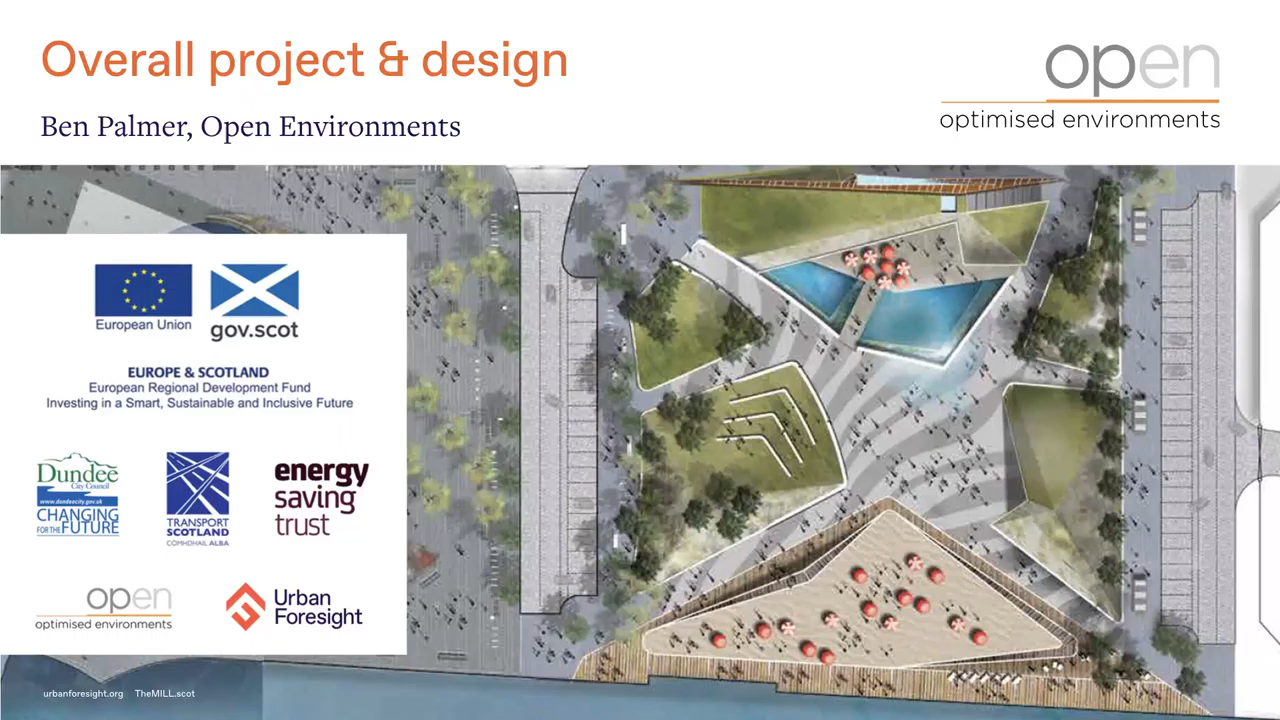 Overall project & design
Ben Palmer, Open Environments
open
optimised environments
European Union
gov.scot
EUROPE & SCOTLAND
European Regional Development Fund
Investing in a Smart, Sustainable and Inclusive Future
Dundee
City Council
www.dundeecity.gov.uk
CHANGING
FOR THE FUTURE
TRANSPORT
SCOTLAND
CÒMHDHAIL ALBA
energy
saving
trust
open
optimised environments
Urban
Foresight
urbanforesight.org TheMILL.scot